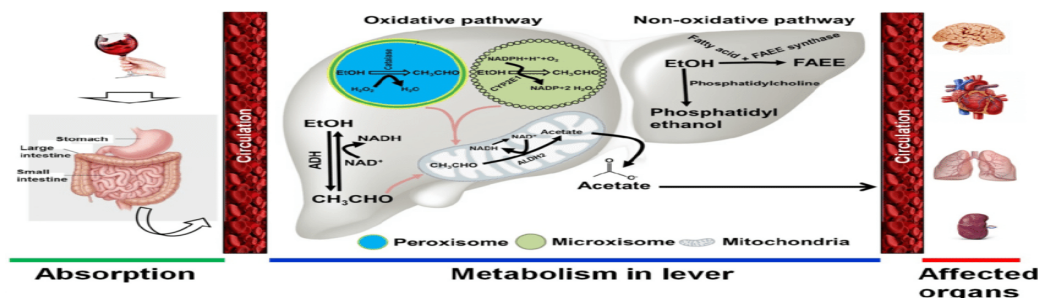 Oxidative pathway
Non-oxidative pathway
Stomach
Large
intestine
Small
intestine
Circulation
Catalase
EtOH
CH₃CHO
H₂O₂
H₂O
NADPH+H⁺+O₂
EtOH
CH₃CHO
CYP2E1
NADP+2 H₂O
EtOH
NADH
ADH
NAD⁺
CH₃CHO
NADH
NAD⁺
Acetate
CH₃CHO
ALDH2
Fatty acid + FAEE synthase
EtOH
FAEE
Phosphatidylcholine
Phosphatidyl
ethanol
O
O⁻
Acetate
Circulation
Peroxisome
Microxisome
Mitochondria
Absorption
Metabolism in lever
Affected
organs